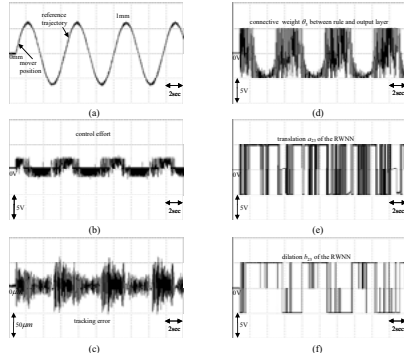 reference
trajectory
1mm
0mm
mover
position
2sec
(a)
control effort
0V
5V
2sec
(b)
0μm
50μm
tracking error
2sec
(c)
connective weight θ between rule and output layer
0V
5V
2sec
(d)
translation a of the RWNN
0V
5V
2sec
(e)
dilation b of the RWNN
0V
5V
2sec
(f)